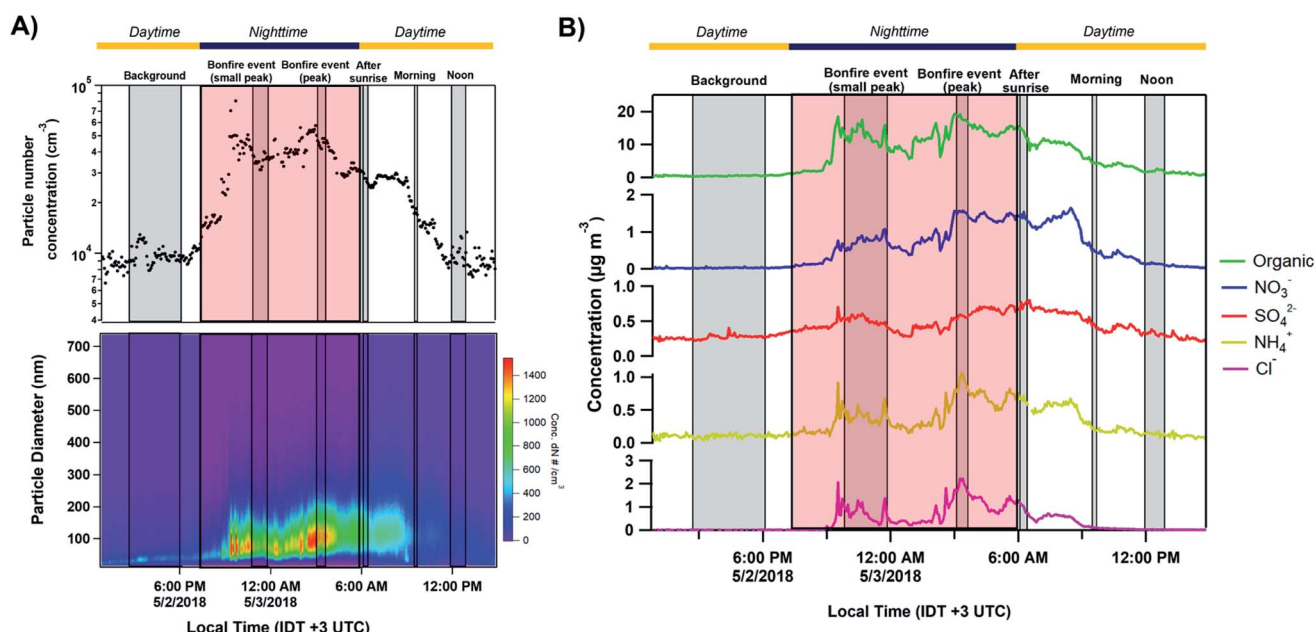 A)
Daytime Nighttime Daytime
Background Bonfire event (small peak) Bonfire event (peak) After sunrise Morning Noon
Particle number concentration (cm-3)
10^5
8
7
6
5
4
3
2
10^4
9
8
7
6
5
4
Particle Diameter (nm)
700
600
500
400
300
200
100
1400
1200
1000
800
600
400
200
0
Conc. dN # /cm3
6:00 PM 12:00 AM 6:00 AM 12:00 PM
5/2/2018 5/3/2018
Local Time (IDT +3 UTC)
B)
Daytime Nighttime Daytime
Background Bonfire event (small peak) Bonfire event (peak) After sunrise Morning Noon
Concentration (µg m-3)
20
10
0
2
1
0
1.0
0.5
0.0
1.0
0.5
0.0
3
2
1
0
6:00 PM 12:00 AM 6:00 AM 12:00 PM
5/2/2018 5/3/2018
Local Time (IDT +3 UTC)
Organic
NO3-
SO42-
NH4+
Cl-